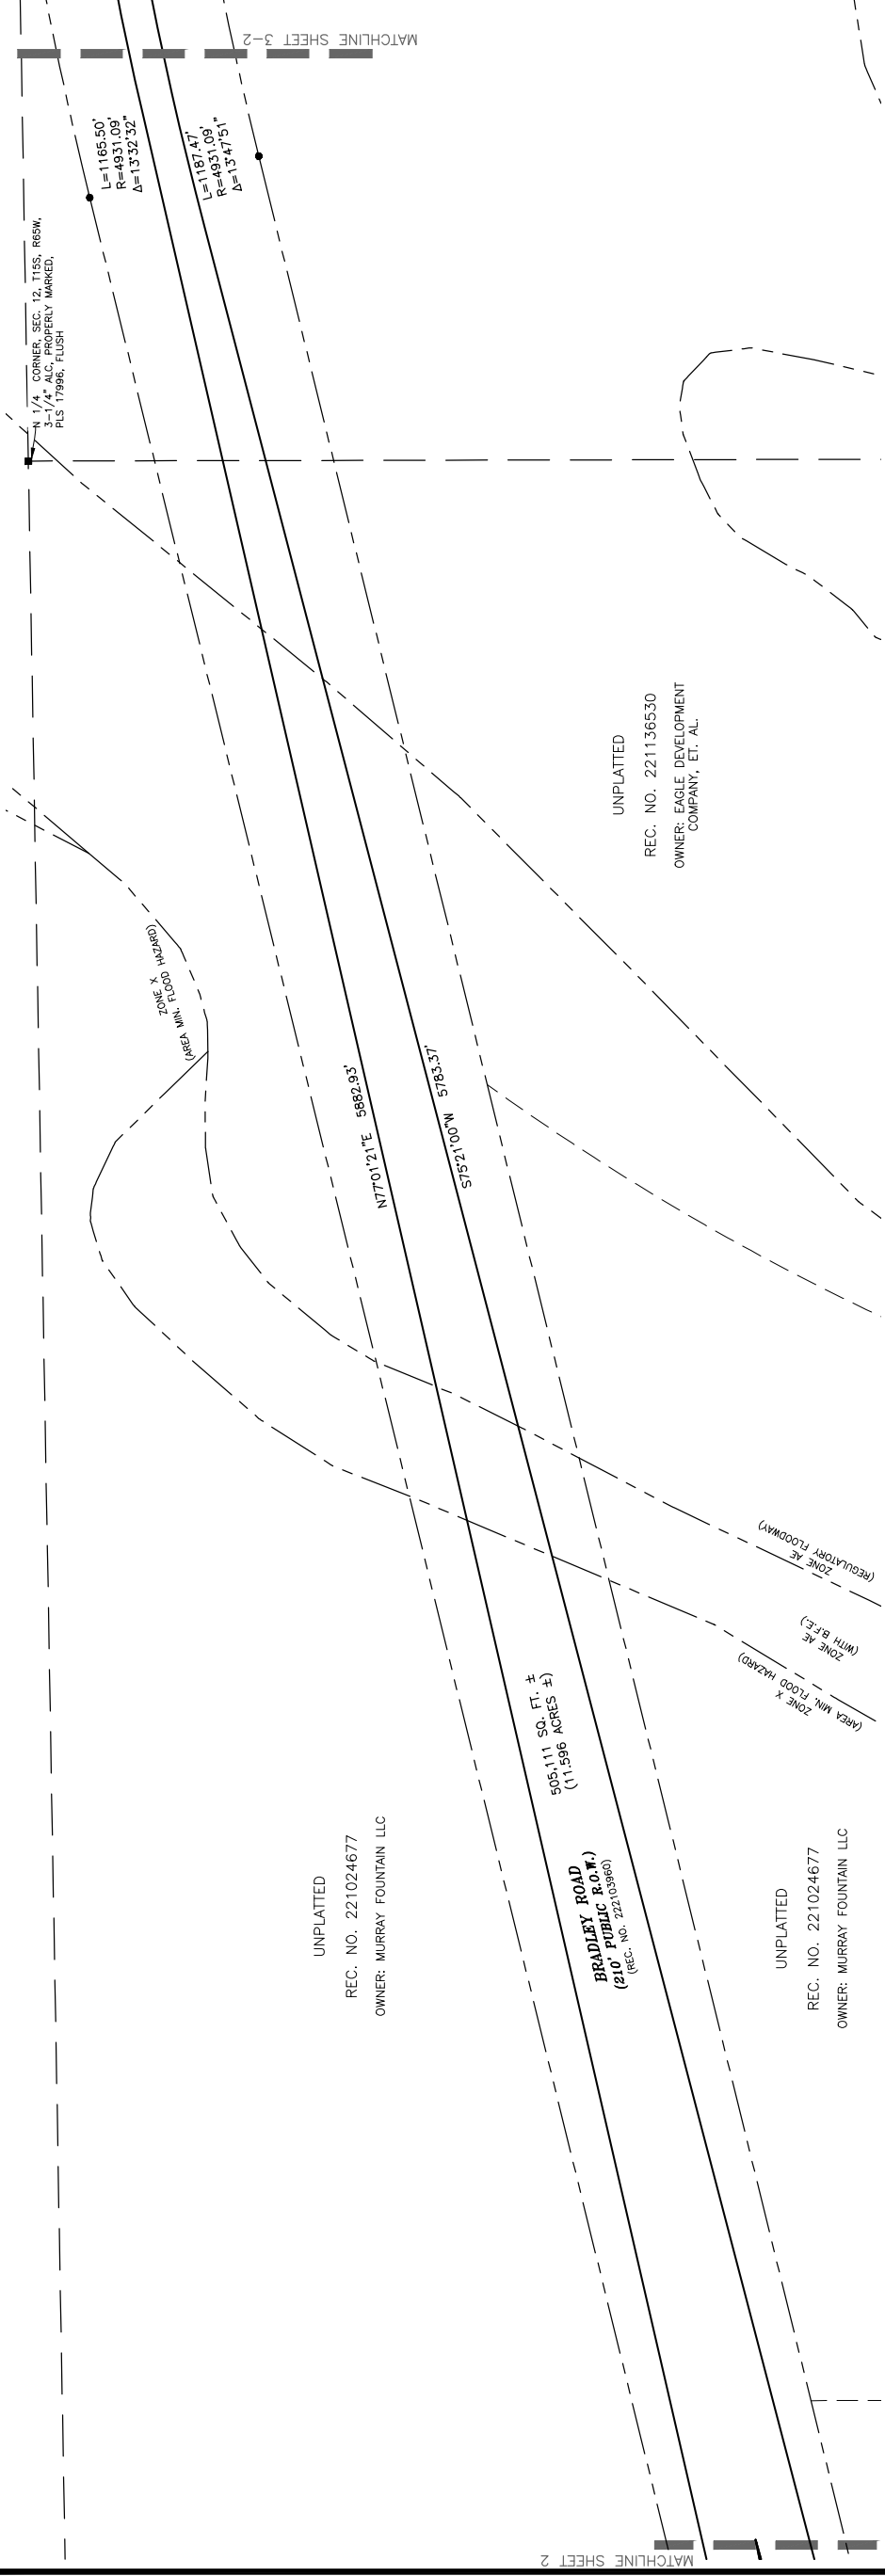 MATCHLINE SHEET 3-2
L=1165.50'
R=4931.09'
Δ=13°32'32"
L=1187.47'
R=4931.09'
Δ=13°47'51"
N 1/4 CORNER, SEC. 12, T15S, R65W,
3-1/4" ALC, PROPERLY MARKED,
PLS 17996, FLUSH
UNPLATTED
REC. NO. 221136530
OWNER: EAGLE DEVELOPMENT
COMPANY, ET. AL.
ZONE X
(AREA MIN. FLOOD HAZARD)
N77°01'21"E 5882.93'
S75°21'00"W 5783.37'
ZONE AE
(REGULATORY FLOODWAY)
ZONE AE
(WITH B.F.E.)
ZONE X
(AREA MIN. FLOOD HAZARD)
505,111 SQ. FT. ±
(11.596 ACRES ±)
BRADLEY ROAD
(210' PUBLIC R.O.W.)
(REC. NO. 222103960)
UNPLATTED
REC. NO. 221024677
OWNER: MURRAY FOUNTAIN LLC
UNPLATTED
REC. NO. 221024677
OWNER: MURRAY FOUNTAIN LLC
MATCHLINE SHEET 2